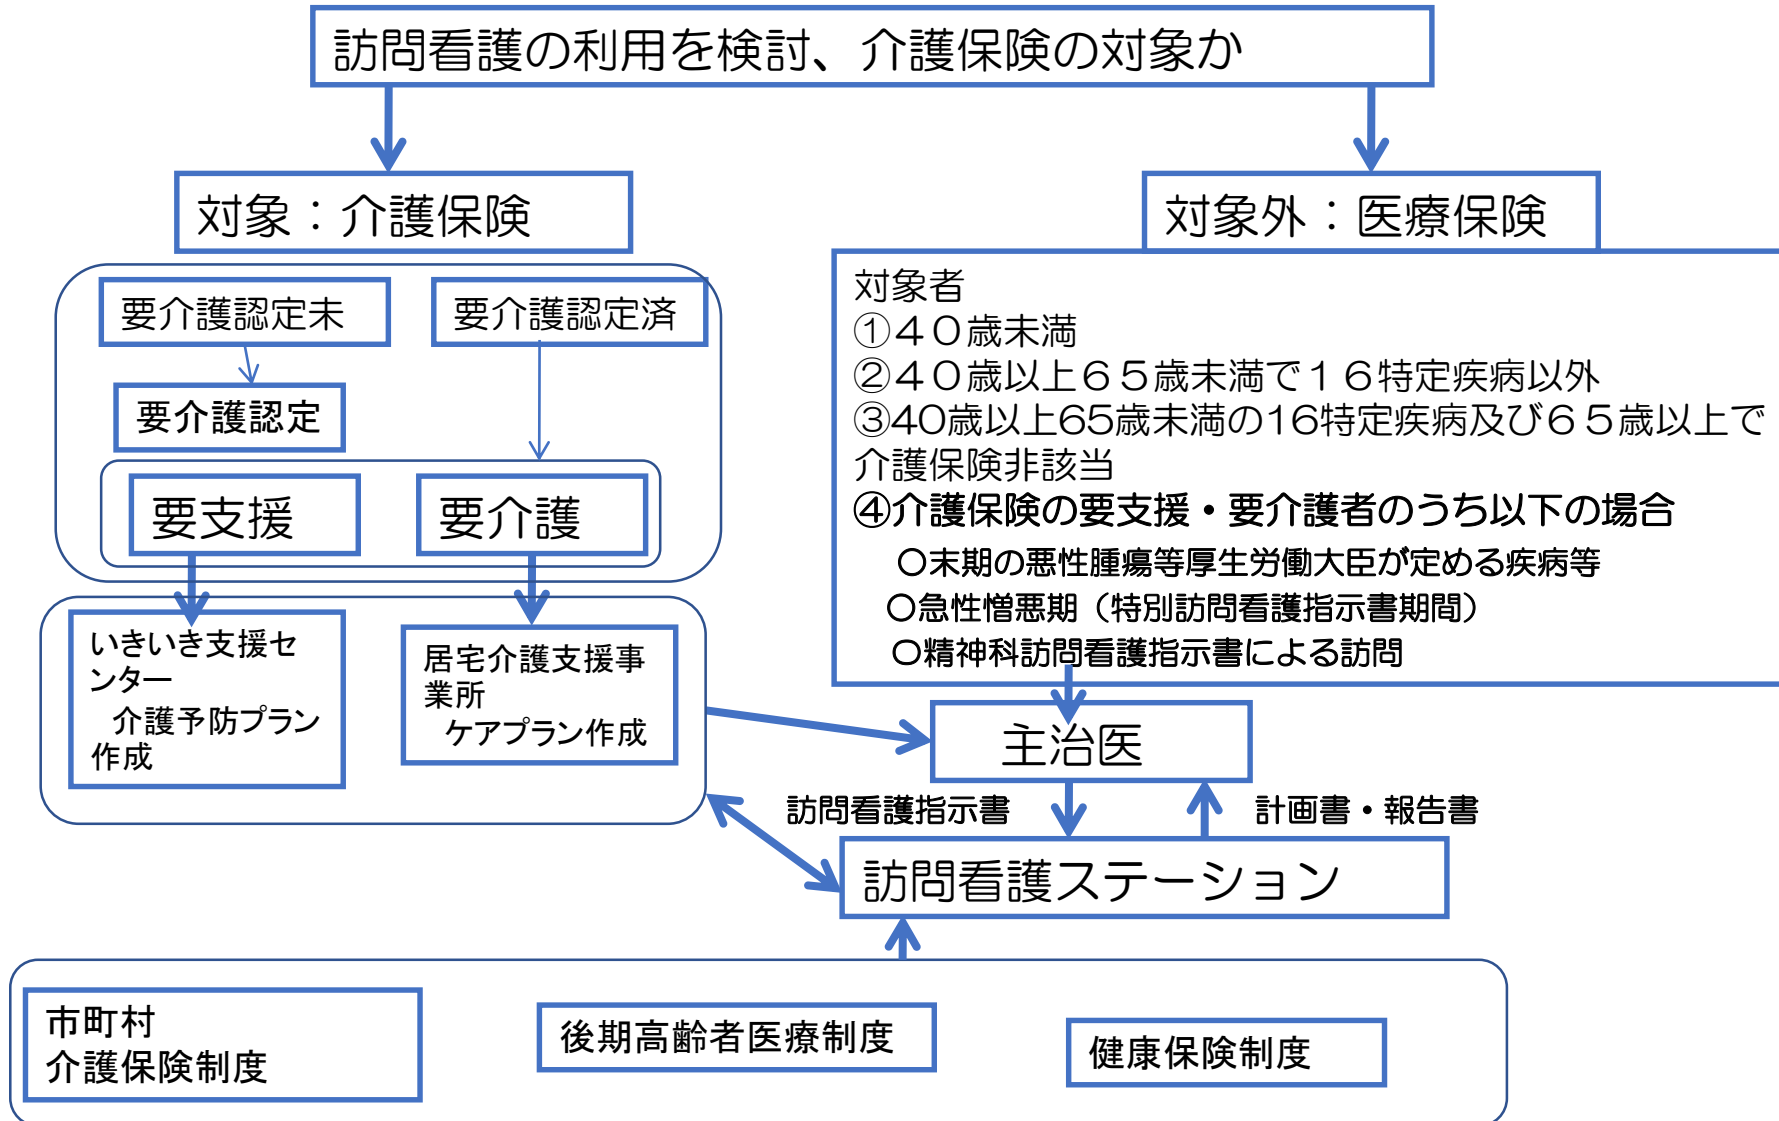 訪問看護の利用を検討、介護保険の対象か
対象：介護保険
対象外：医療保険
要介護認定未
要介護認定済
要介護認定
要支援
要介護
いきいき支援セ
ンター
介護予防プラン
作成
居宅介護支援事
業所
ケアプラン作成
対象者
①４０歳未満
②４０歳以上６５歳未満で１６特定疾病以外
③40歳以上65歳未満の16特定疾病及び６５歳以上で
介護保険非該当
④介護保険の要支援・要介護者のうち以下の場合
○末期の悪性腫瘍等厚生労働大臣が定める疾病等
○急性憎悪期（特別訪問看護指示書期間）
○精神科訪問看護指示書による訪問
主治医
訪問看護指示書
計画書・報告書
訪問看護ステーション
市町村
介護保険制度
後期高齢者医療制度
健康保険制度